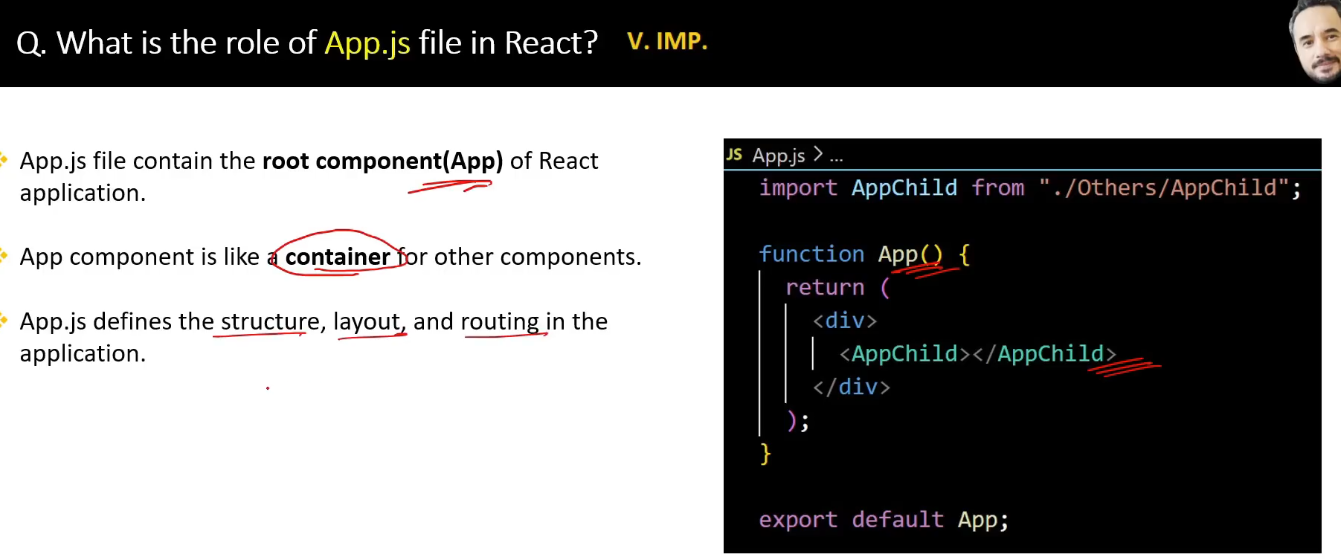 Q. What is the role of App.js file in React? V. IMP.
App.js file contain the root component(App) of React
application.
App component is like a container for other components.
App.js defines the structure, layout, and routing in the
application.
JS App.js > ...
import AppChild from "./Others/AppChild";
function App() {
return (
<div>
<AppChild></AppChild>
</div>
);
}
export default App;